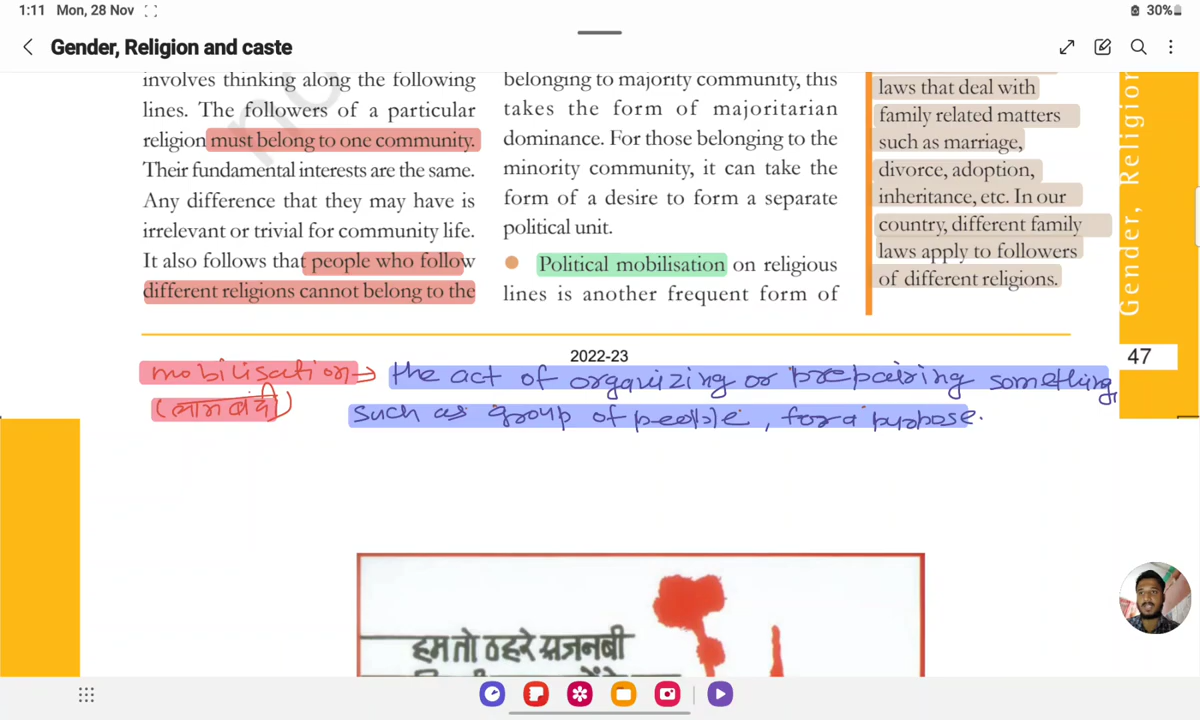 1:11 Mon, 28 Nov
30%
Gender, Religion and caste
involves thinking along the following
lines. The followers of a particular
religion must belong to one community.
Their fundamental interests are the same.
Any difference that they may have is
irrelevant or trivial for community life.
It also follows that people who follow
different religions cannot belong to the
belonging to majority community, this
takes the form of majoritarian
dominance. For those belonging to the
minority community, it can take the
form of a desire to form a separate
political unit.
Political mobilisation on religious
lines is another frequent form of
laws that deal with
family related matters
such as marriage,
divorce, adoption,
inheritance, etc. In our
country, different family
laws apply to followers
of different religions.
Gender, Religion
2022-23
47
mobilisation → the act of organizing or prepairing something,
(लामबंदी) such as group of people, for a purpose.
हम तो ठहरे अजनबी